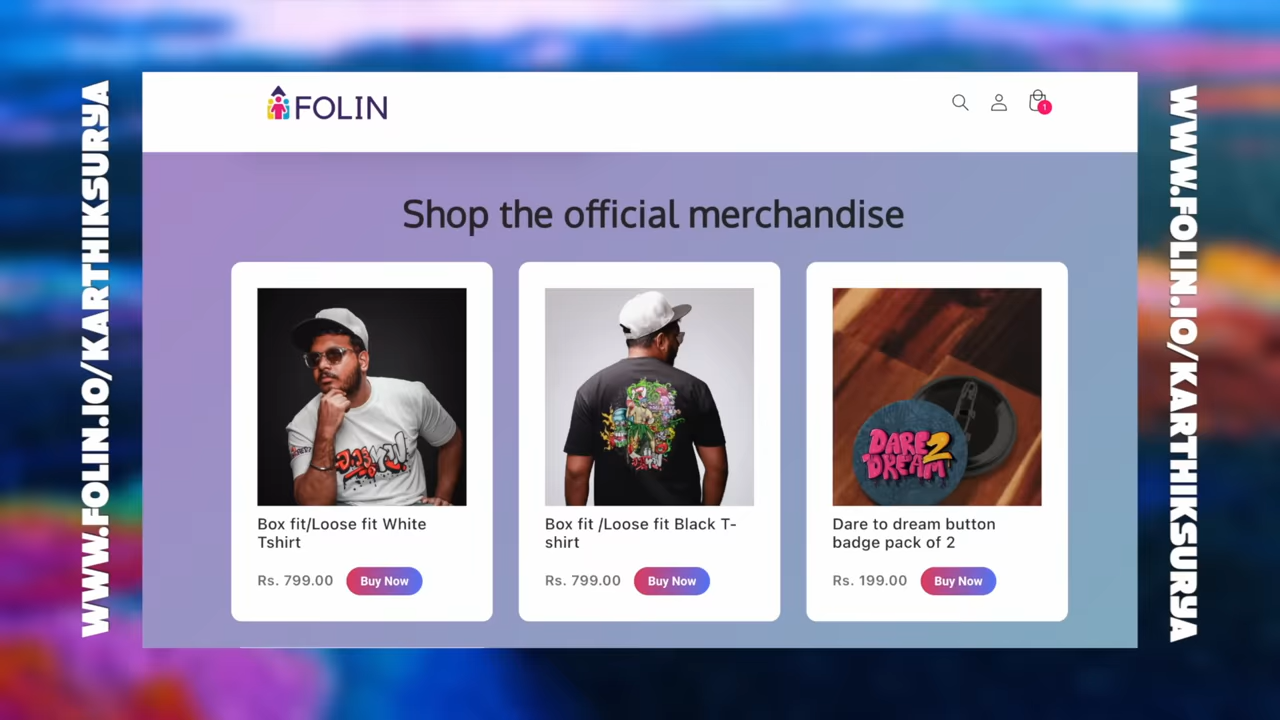 WWW.FOLIN.IO/KARTHIKSURYA
FOLIN
1
Shop the official merchandise
DARE 2
DREAM
Box fit/Loose fit White
Tshirt
Rs. 799.00 Buy Now
Box fit /Loose fit Black T-
shirt
Rs. 799.00 Buy Now
Dare to dream button
badge pack of 2
Rs. 199.00 Buy Now
WWW.FOLIN.IO/KARTHIKSURYA